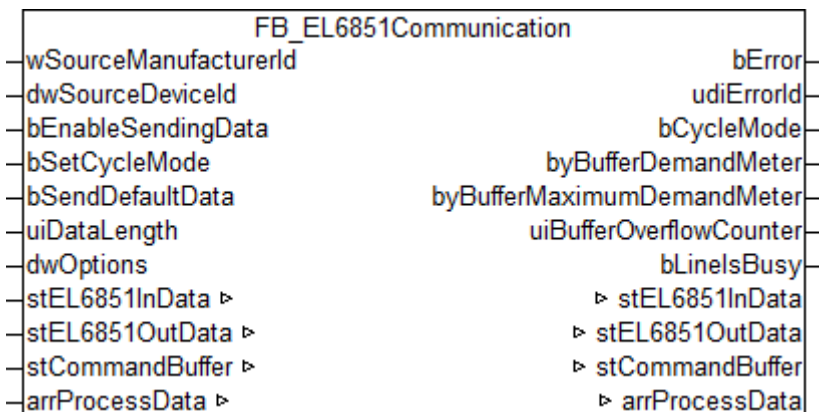 FB_EL6851Communication
wSourceManufacturerId bError
dwSourceDeviceId udiErrorId
bEnableSendingData bCycleMode
bSetCycleMode byBufferDemandMeter
bSendDefaultData byBufferMaximumDemandMeter
uiDataLength uiBufferOverflowCounter
dwOptions bLineIsBusy
stEL6851InData ▹ ▹ stEL6851InData
stEL6851OutData ▹ ▹ stEL6851OutData
stCommandBuffer ▹ ▹ stCommandBuffer
arrProcessData ▹ ▹ arrProcessData